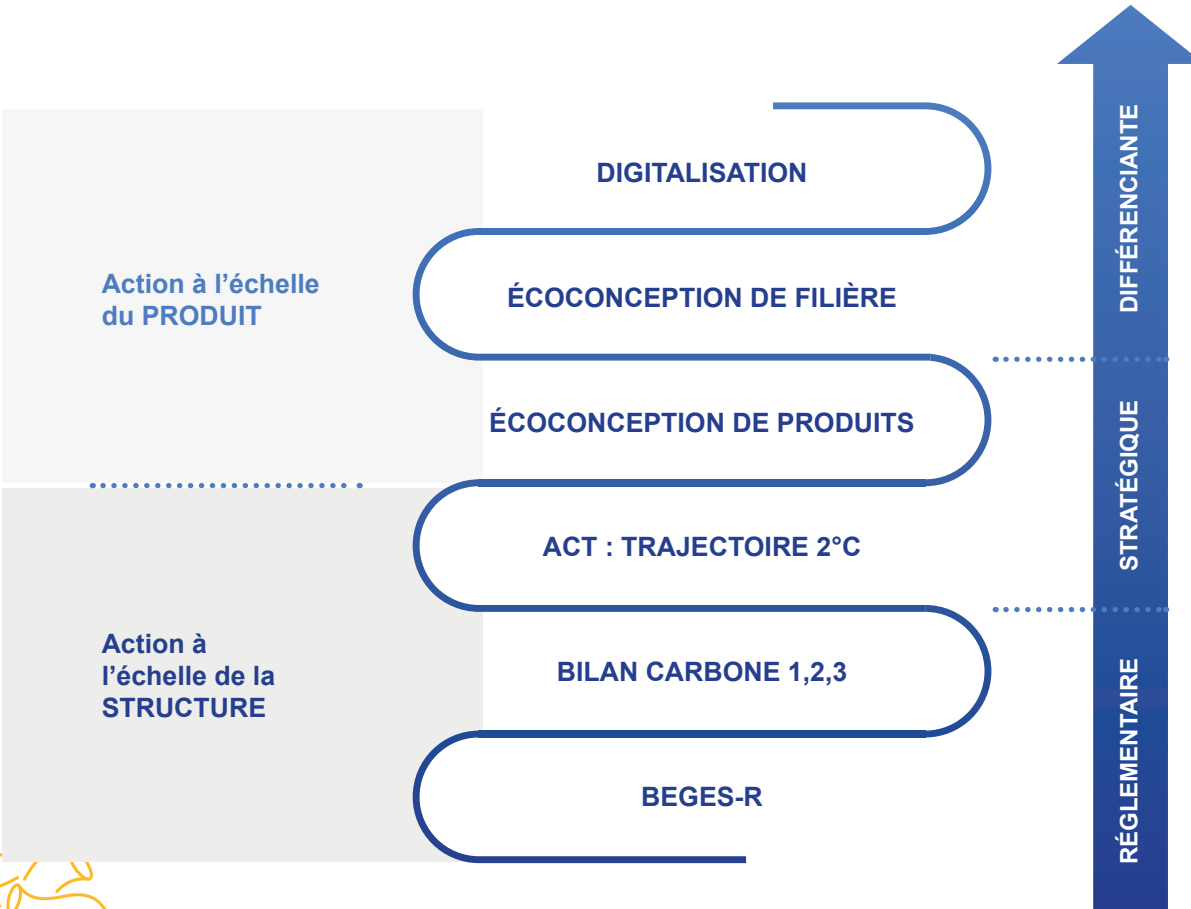 DIGITALISATION
ÉCOCONCEPTION DE FILIÈRE
ÉCOCONCEPTION DE PRODUITS
ACT : TRAJECTOIRE 2°C
BILAN CARBONE 1,2,3
BEGES-R
Action à l’échelle
du PRODUIT
Action à
l’échelle de la
STRUCTURE
DIFFÉRENCIANTE
STRATÉGIQUE
RÉGLEMENTAIRE